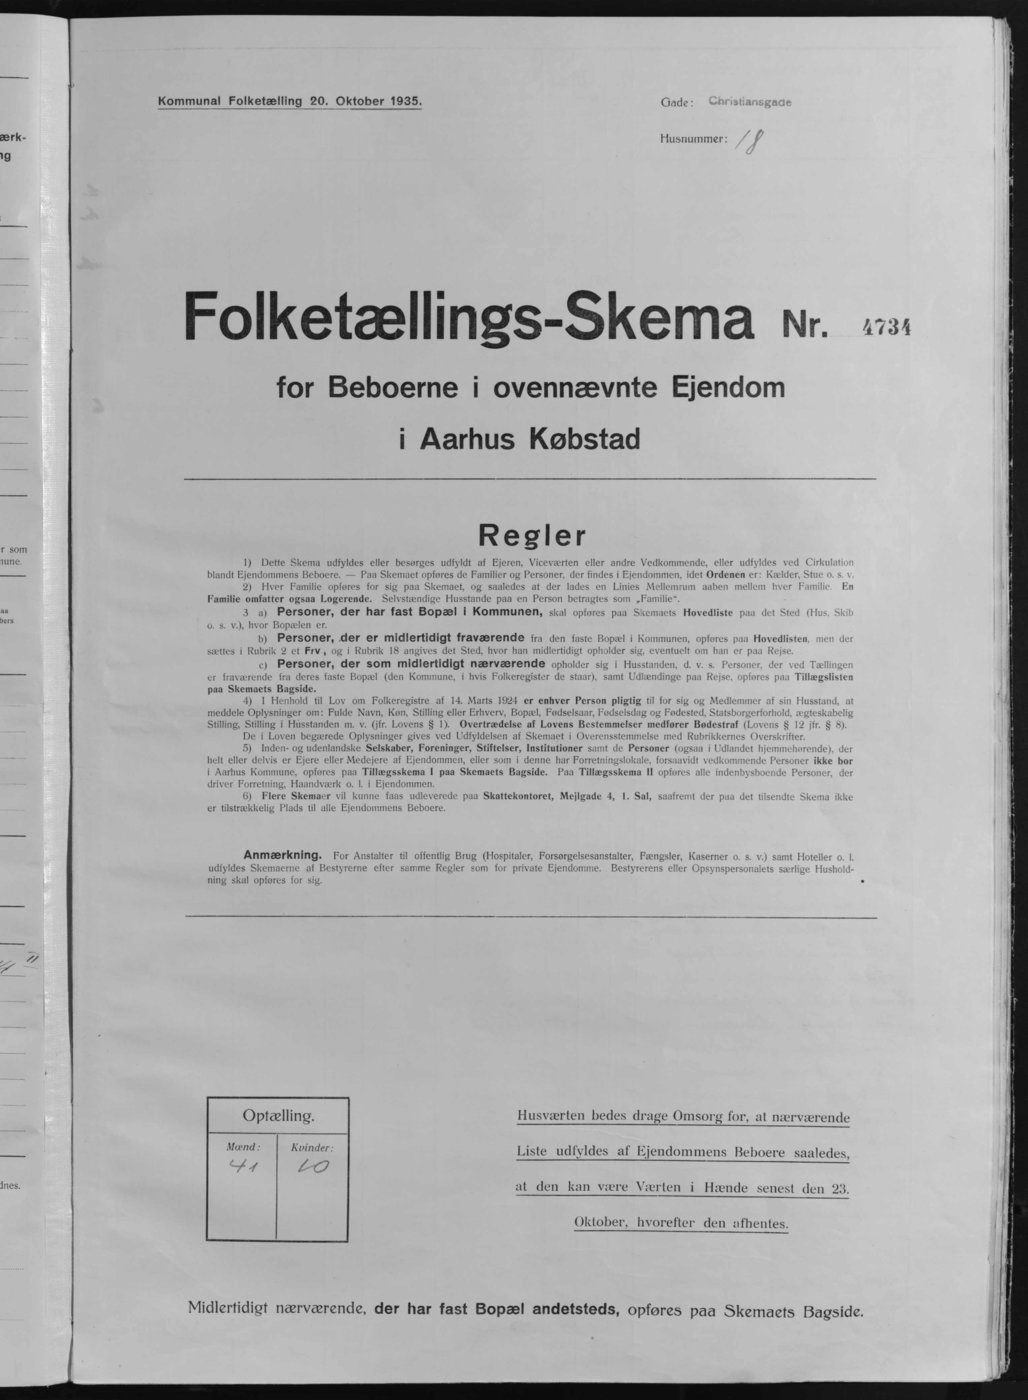 Kommunal Folketælling 20. Oktober 1935.
Gade: Christiansgade
Husnummer: 18
Folketællings-Skema Nr. 4734
for Beboerne i ovennævnte Ejendom
i Aarhus Købstad
Regler
1) Dette Skema udfyldes eller besørges udfyldt af Ejeren, Viceværten eller andre Vedkommende, eller udfyldes ved Cirkulation
blandt Ejendommens Beboere. — Paa Skemaet opføres de Familier og Personer, der findes i Ejendommen, idet Ordenen er: Kælder, Stue o. s. v.
2) Hver Familie opføres for sig paa Skemaet, og saaledes at der lades en Linies Mellemrum aaben mellem hver Familie. En
Familie omfatter ogsaa Logerende. Selvstændige Husstande paa en Person betragtes som „Familie“.
3 a) Personer, der har fast Bopæl i Kommunen, skal opføres paa Skemaets Hovedliste paa det Sted (Hus, Skib
o. s. v.), hvor Bopælen er.
b) Personer, der er midlertidigt fraværende fra den faste Bopæl i Kommunen, opføres paa Hovedlisten, men der
sættes i Rubrik 2 et Frv, og i Rubrik 18 angives det Sted, hvor han midlertidigt opholder sig, eventuelt om han er paa Rejse.
c) Personer, der som midlertidigt nærværende opholder sig i Husstanden, d. v. s. Personer, der ved Tællingen
er fraværende fra deres faste Bopæl (den Kommune, i hvis Folkeregister de staar), samt Udlændinge paa Rejse, opføres paa Tillægslisten
paa Skemaets Bagside.
4) I Henhold til Lov om Folkeregistre af 14. Marts 1924 er enhver Person pligtig til for sig og Medlemmer af sin Husstand, at
meddele Oplysninger om: Fulde Navn, Køn, Stilling eller Erhverv, Bopæl, Fødselsaar, Fødselsdag og Fødested, Statsborgerforhold, ægteskabelig
Stilling, Stilling i Husstanden m. v. (jfr. Lovens § 1). Overtrædelse af Lovens Bestemmelser medfører Bødestraf (Lovens § 12 jfr. § 8).
De i Loven begærede Oplysninger gives ved Udfyldelsen af Skemaet i Overensstemmelse med Rubrikkernes Overskrifter.
5) Inden- og udenlandske Selskaber, Foreninger, Stiftelser, Institutioner samt de Personer (ogsaa i Udlandet hjemmehørende), der
helt eller delvis er Ejere eller Medejere af Ejendommen, eller som i denne har Forretningslokale, forsaavidt vedkommende Personer ikke bor
i Aarhus Kommune, opføres paa Tillægsskema I paa Skemaets Bagside. Paa Tillægsskema II opføres alle indenbysboende Personer, der
driver Forretning, Haandværk o. l. i Ejendommen.
6) Flere Skemaer vil kunne faas udleverede paa Skattekontoret, Mejlgade 4, 1. Sal, saafremt der paa det tilsendte Skema ikke
er tilstrækkelig Plads til alle Ejendommens Beboere.
Anmærkning. For Anstalter til offentlig Brug (Hospitaler, Forsørgelsesanstalter, Fængsler, Kaserner o. s. v.) samt Hoteller o. l.
udfyldes Skemaerne af Bestyrerne efter samme Regler som for private Ejendomme. Bestyrerens eller Opsynspersonalets særlige Hushold-
ning skal opføres for sig.
Optælling.
Mænd: Kvinder:
41
Husværten bedes drage Omsorg for, at nærværende
Liste udfyldes af Ejendommens Beboere saaledes,
at den kan være Værten i Hænde senest den 23.
Oktober, hvorefter den afhentes.
Midlertidigt nærværende, der har fast Bopæl andetsteds, opføres paa Skemaets Bagside.